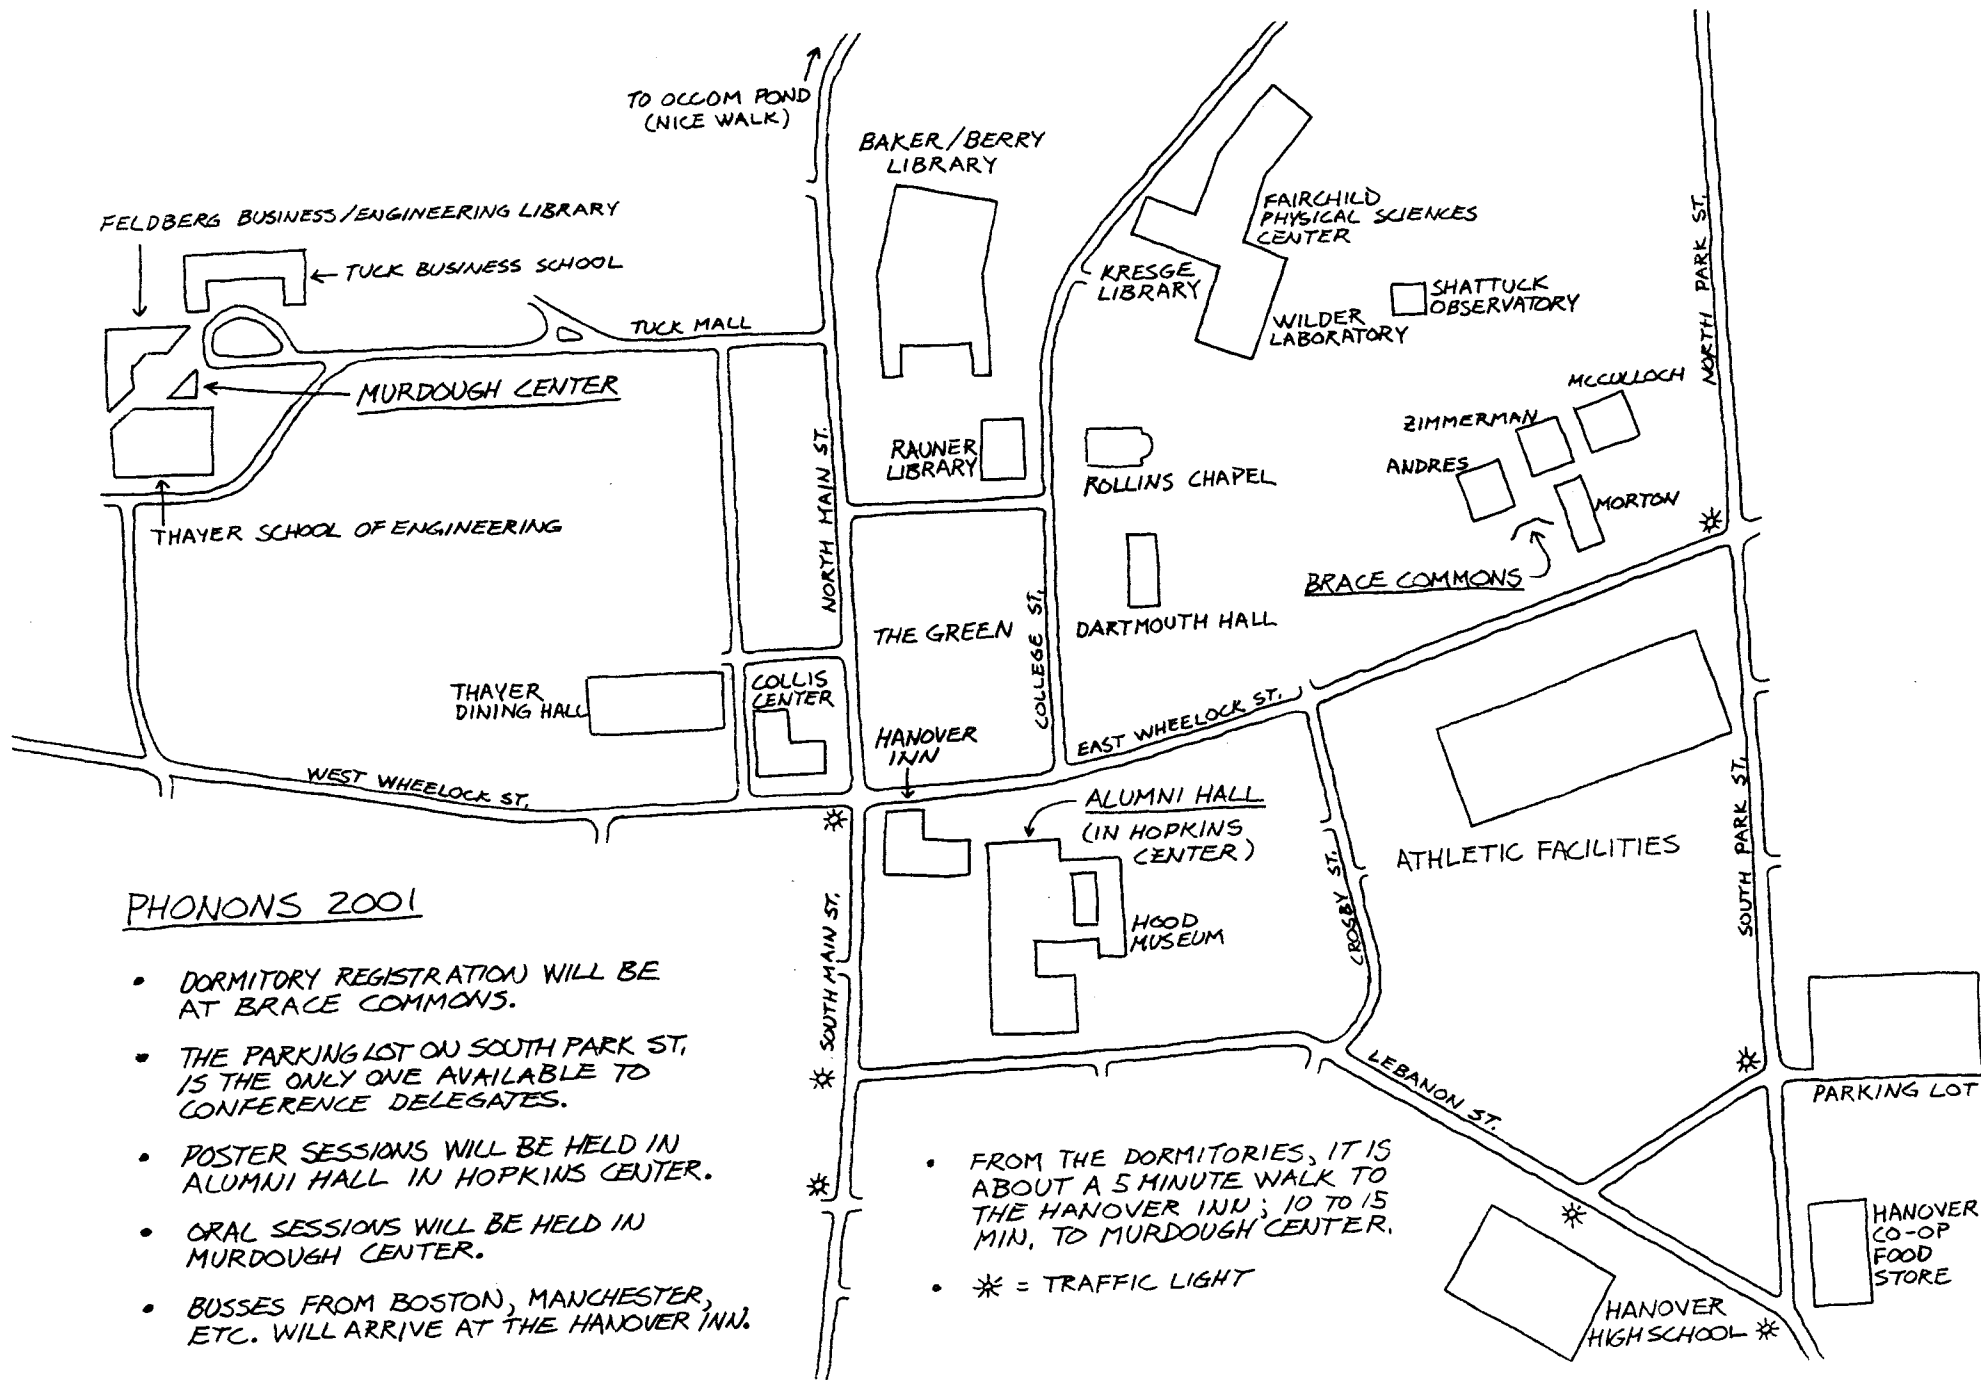 TO OCCOM POND
(NICE WALK)
BAKER/BERRY
LIBRARY
FELDBERG BUSINESS/ENGINEERING LIBRARY
TUCK BUSINESS SCHOOL
FAIRCHILD
PHYSICAL SCIENCES
CENTER
KRESGE
LIBRARY
SHATTUCK
OBSERVATORY
WILDER
LABORATORY
NORTH PARK ST.
TUCK MALL
MURDOUGH CENTER
MCCULLOCH
ZIMMERMAN
ANDRES
MORTON
RAUNER
LIBRARY
ROLLINS CHAPEL
THAYER SCHOOL OF ENGINEERING
NORTH MAIN ST.
BRACE COMMONS
THE GREEN
COLLEGE ST.
DARTMOUTH HALL
THAYER
DINING HALL
COLLIS
CENTER
HANOVER
INN
EAST WHEELOCK ST.
WEST WHEELOCK ST.
ALUMNI HALL
(IN HOPKINS
CENTER)
ATHLETIC FACILITIES
SOUTH PARK ST.
CROSBY ST.
HOOD
MUSEUM
SOUTH MAIN ST.
LEBANON ST.
PARKING LOT
HANOVER
CO-OP
FOOD
STORE
HANOVER
HIGH SCHOOL
PHONONS 2001
• DORMITORY REGISTRATION WILL BE
AT BRACE COMMONS.
• THE PARKING LOT ON SOUTH PARK ST.
IS THE ONLY ONE AVAILABLE TO
CONFERENCE DELEGATES.
• POSTER SESSIONS WILL BE HELD IN
ALUMNI HALL IN HOPKINS CENTER.
• ORAL SESSIONS WILL BE HELD IN
MURDOUGH CENTER.
• BUSSES FROM BOSTON, MANCHESTER,
ETC. WILL ARRIVE AT THE HANOVER INN.
• FROM THE DORMITORIES, IT IS
ABOUT A 5 MINUTE WALK TO
THE HANOVER INN; 10 TO 15
MIN. TO MURDOUGH CENTER.
• ☼ = TRAFFIC LIGHT